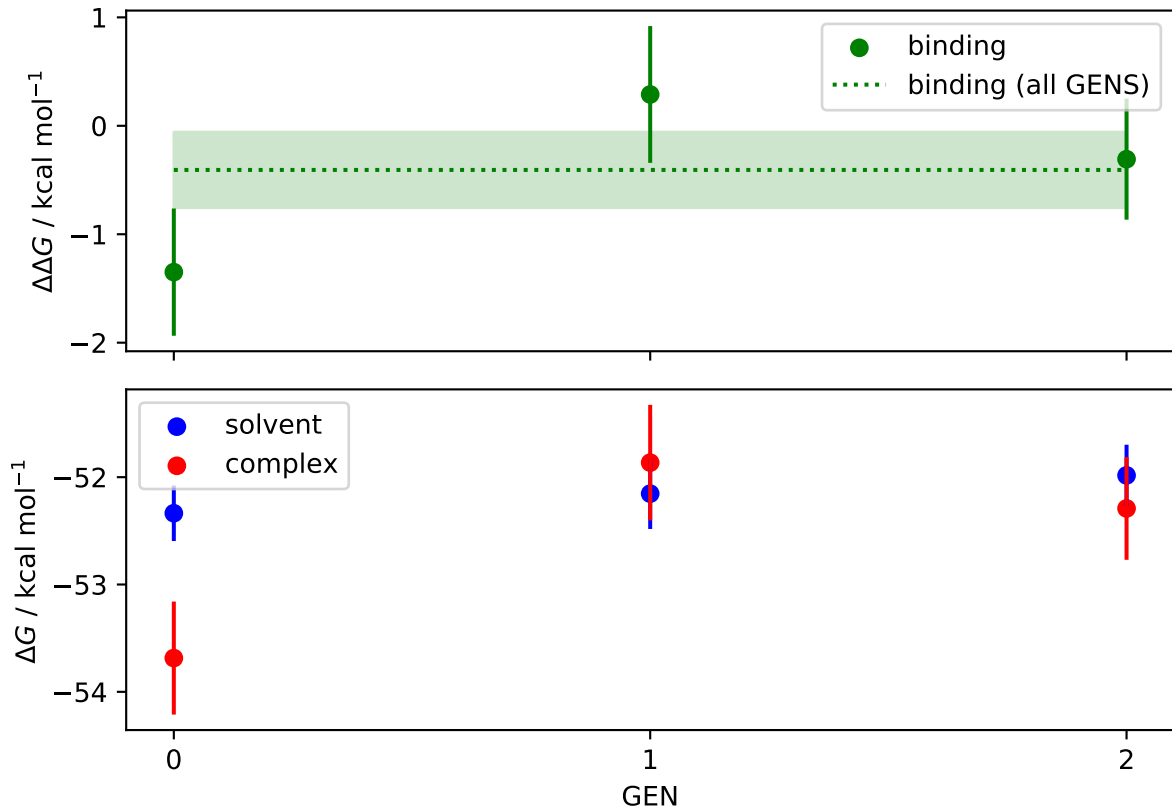 1
0
−1
−2
ΔΔG / kcal mol⁻¹
binding
binding (all GENS)
−52
−53
−54
ΔG / kcal mol⁻¹
solvent
complex
0 1 2
GEN